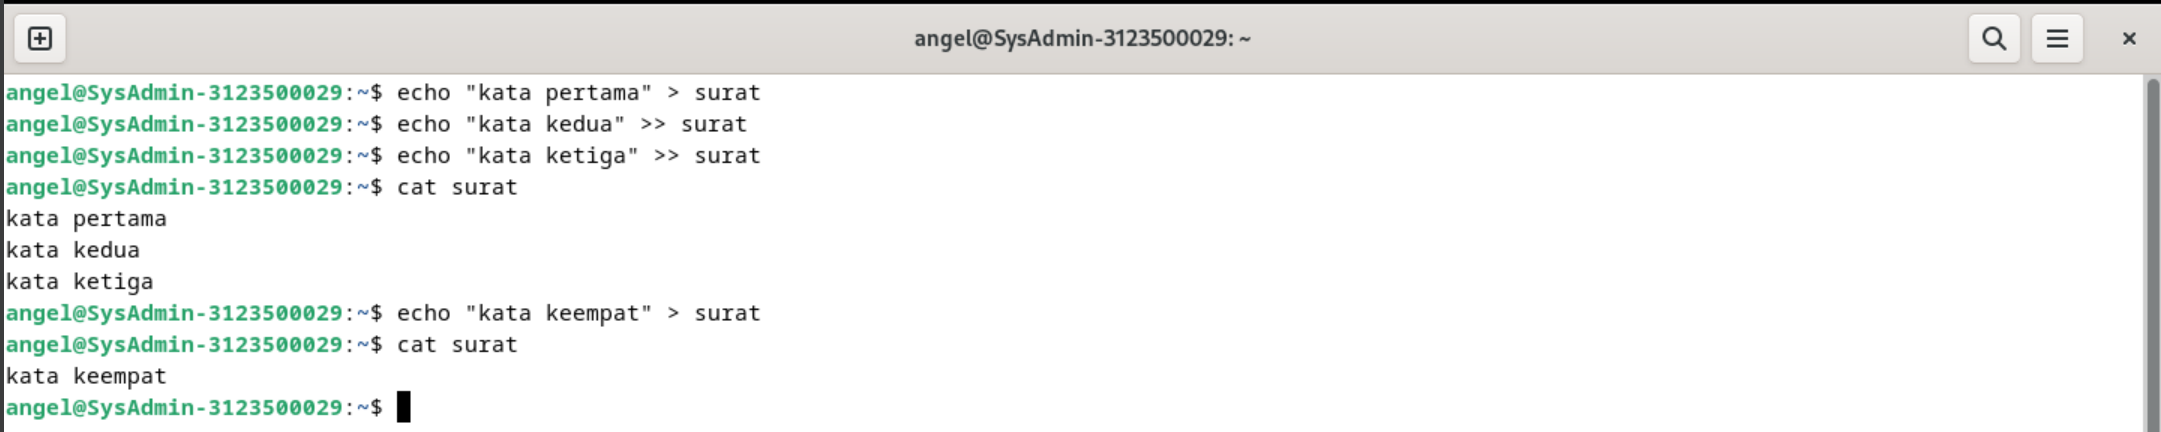 angel@SysAdmin-3123500029: ~
angel@SysAdmin-3123500029:~$ echo "kata pertama" > surat
angel@SysAdmin-3123500029:~$ echo "kata kedua" >> surat
angel@SysAdmin-3123500029:~$ echo "kata ketiga" >> surat
angel@SysAdmin-3123500029:~$ cat surat
kata pertama
kata kedua
kata ketiga
angel@SysAdmin-3123500029:~$ echo "kata keempat" > surat
angel@SysAdmin-3123500029:~$ cat surat
kata keempat
angel@SysAdmin-3123500029:~$